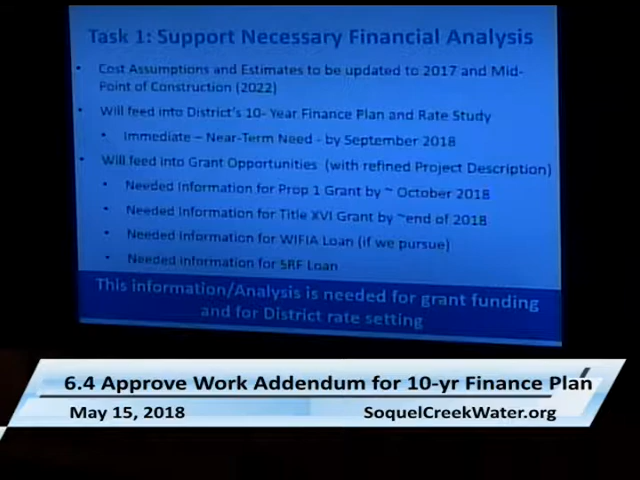 Task 1: Support Necessary Financial Analysis
• Cost Assumptions and Estimates to be updated to 2017 and Mid-
Point of Construction (2022)
• Will feed into District's 10- Year Finance Plan and Rate Study
• Immediate – Near-Term Need - by September 2018
• Will feed into Grant Opportunities (with refined Project Description)
• Needed Information for Prop 1 Grant by ~ October 2018
• Needed Information for Title XVI Grant by ~end of 2018
• Needed Information for WIFIA Loan (if we pursue)
• Needed Information for SRF Loan
This information/Analysis is needed for grant funding
and for District rate setting
6.4 Approve Work Addendum for 10-yr Finance Plan
May 15, 2018 SoquelCreekWater.org